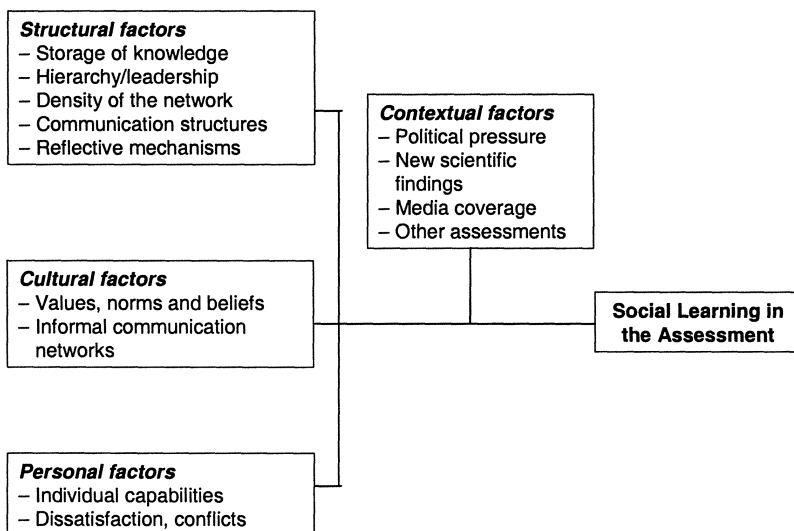 Structural factors
– Storage of knowledge
– Hierarchy/leadership
– Density of the network
– Communication structures
– Reflective mechanisms
Contextual factors
– Political pressure
– New scientific
findings
– Media coverage
– Other assessments
Cultural factors
– Values, norms and beliefs
– Informal communication
networks
Social Learning in
the Assessment
Personal factors
– Individual capabilities
– Dissatisfaction, conflicts